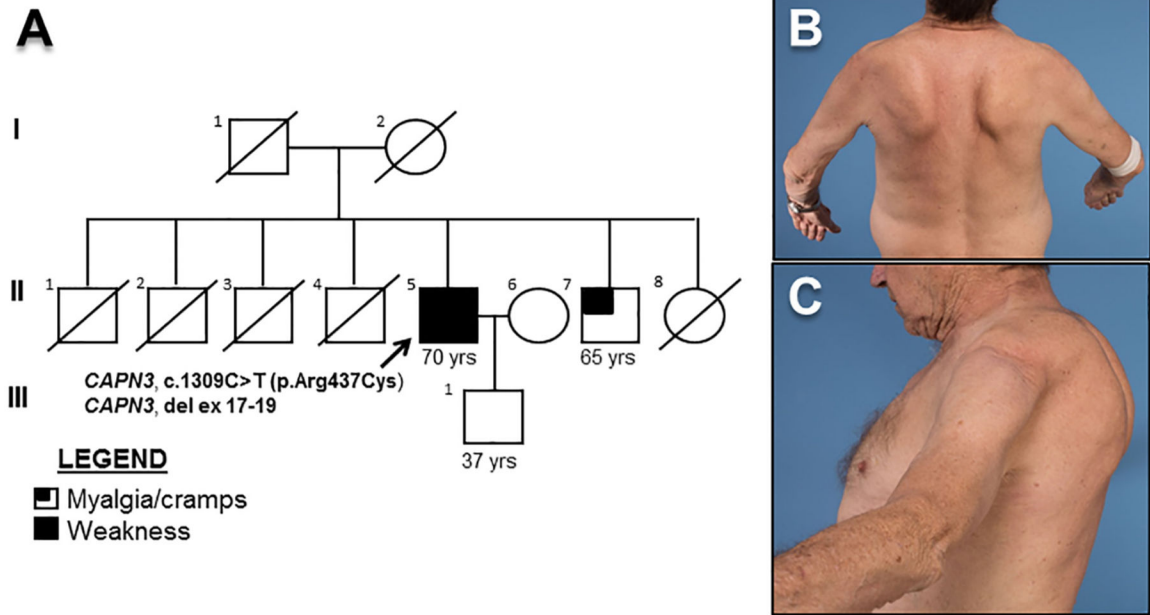 A
B
I
1
2
II
1
2
3
4
5
6
7
8
70 yrs
65 yrs
CAPN3, c.1309C>T (p.Arg437Cys)
CAPN3, del ex 17-19
III
1
37 yrs
LEGEND
Myalgia/cramps
Weakness
C